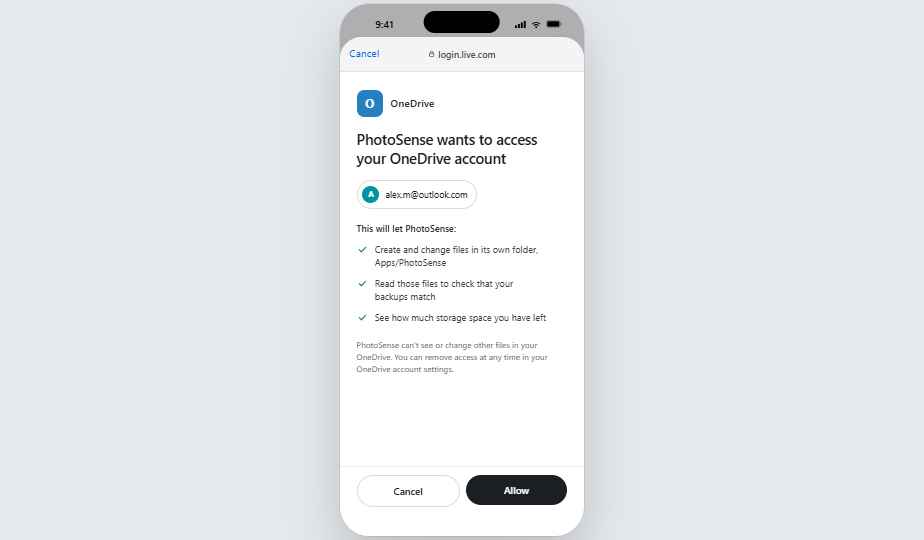 9:41
Cancel
login.live.com
O
OneDrive
PhotoSense wants to access
your OneDrive account
A
alex.m@outlook.com
This will let PhotoSense:
Create and change files in its own folder,
Apps/PhotoSense
Read those files to check that your
backups match
See how much storage space you have left
PhotoSense can't see or change other files in your
OneDrive. You can remove access at any time in your
OneDrive account settings.
Cancel
Allow